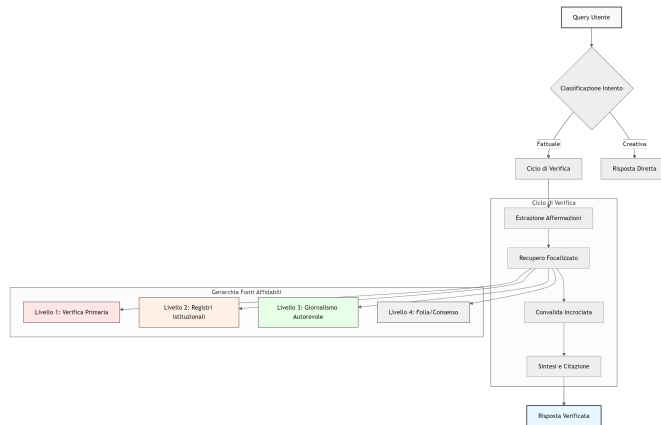 Query Utente
Classificazione Intento
Fattuale
Creativa
Ciclo di Verifica
Risposta Diretta
Ciclo di Verifica
Estrazione Affermazioni
Recupero Focalizzato
Gerarchia Fonti Affidabili
Livello 1: Verifica Primaria
Livello 2: Registri
Istituzionali
Livello 3: Giornalismo
Autorevole
Livello 4: Folla/Consenso
Convalida Incrociata
Sintesi e Citazione
Risposta Verificata